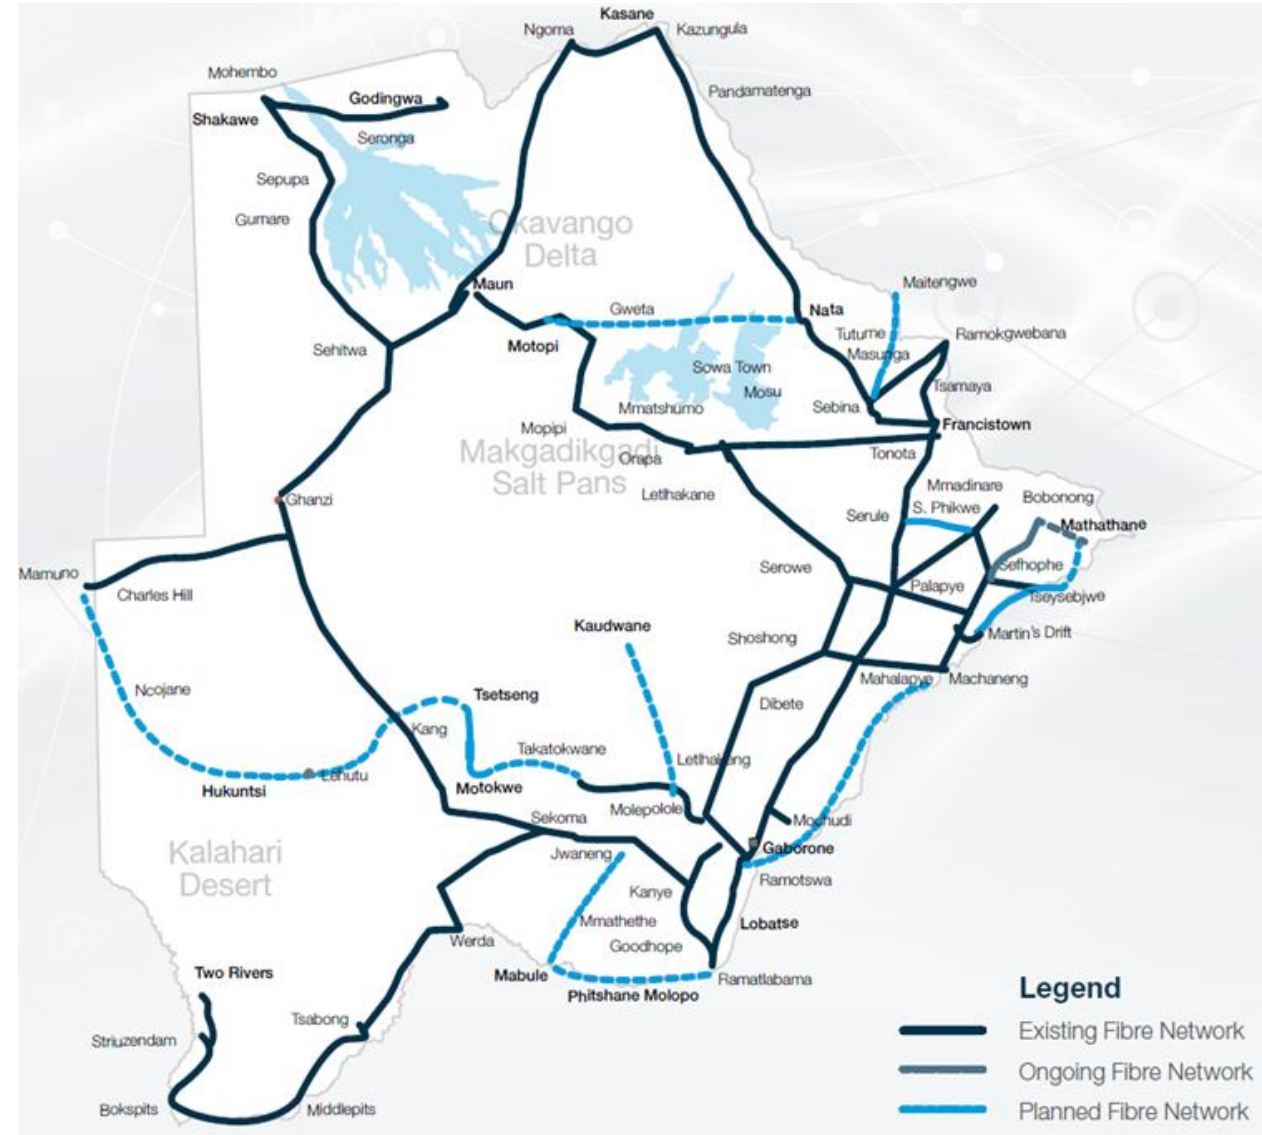 Kasane
Ngoma
Kazungula
Mohembo
Pandamatenga
Godingwa
Shakawe
Seronga
Sepupa
Gumare
Okavango
Delta
Maun
Maitengwe
Gweta
Nata
Tutume
Ramokgwebana
Sehitwa
Motopi
Masunga
Sowa Town
Tsamaya
Mosu
Mmatshumo
Sebina
Mopipi
Francistown
Makgadikgadi
Salt Pans
Orapa
Tonota
Letlhakane
Mmadinare
Ghanzi
Bobonong
Serule
S. Phikwe
Mathathane
Mamuno
Serowe
Sefhophe
Charles Hill
Palapye
Tseysebjwe
Kaudwane
Shoshong
Martin's Drift
Mahalapye
Machaneng
Ncojane
Tsetseng
Dibete
Kang
Takatokwane
Letlhakeng
Lehutu
Hukuntsi
Motokwe
Molepolole
Sekoma
Mochudi
Kalahari
Desert
Jwaneng
Gaborone
Kanye
Ramotswa
Mmathethe
Lobatse
Werda
Goodhope
Two Rivers
Mabule
Ramatlabama
Phitshane Molopo
Tsabong
Striuzendam
Bokspits
Middlepits
Legend
Existing Fibre Network
Ongoing Fibre Network
Planned Fibre Network